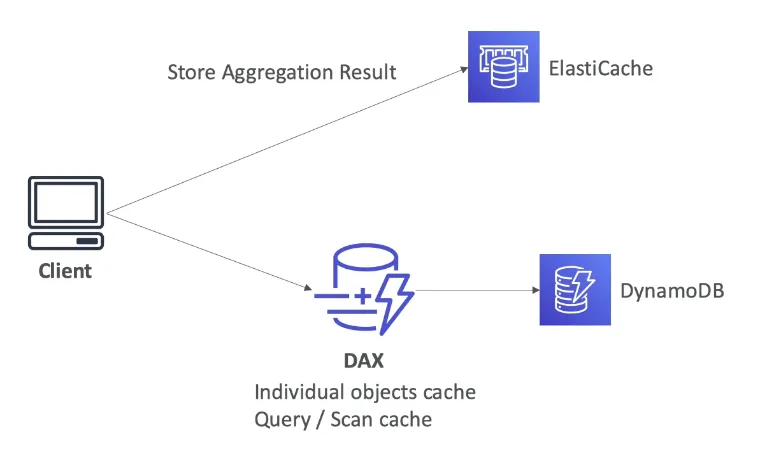 Store Aggregation Result
ElastiCache
Client
DynamoDB
DAX
Individual objects cache
Query / Scan cache